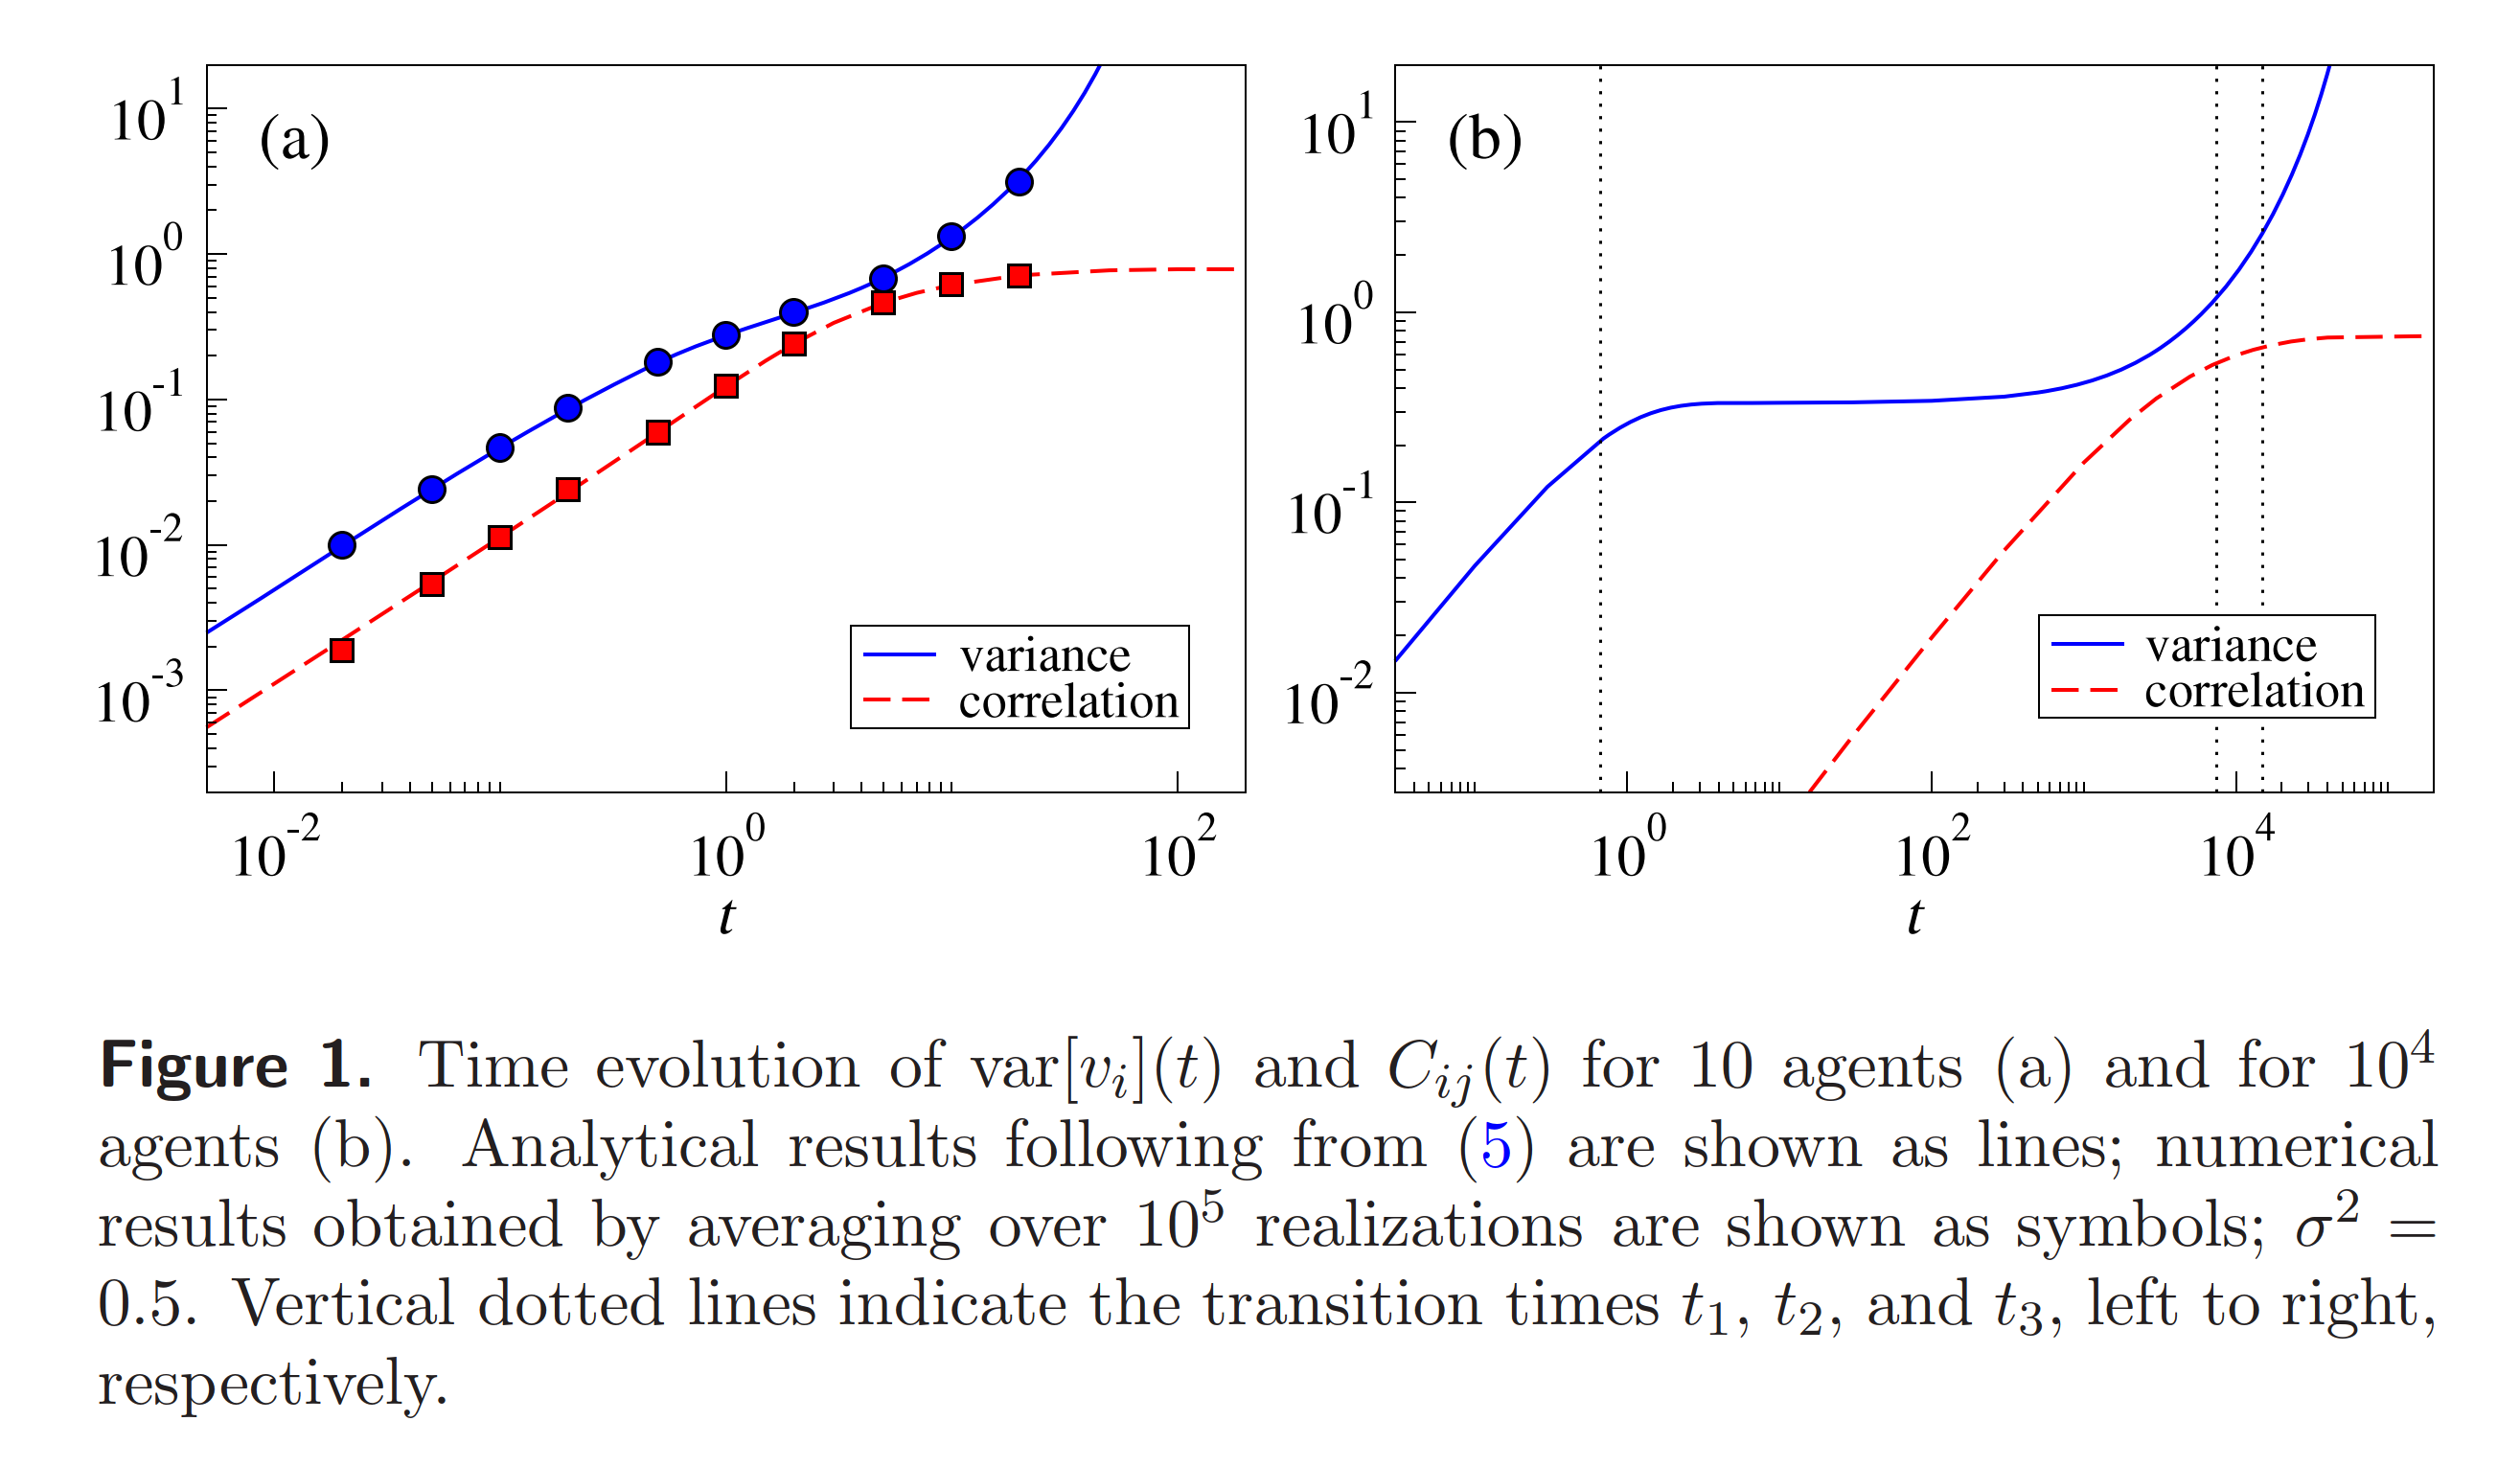 (a)
10^1
10^0
10^-1
10^-2
10^-3
10^-2
10^0
10^2
t
variance
correlation
(b)
10^1
10^0
10^-1
10^-2
10^0
10^2
10^4
t
variance
correlation
Figure 1. Time evolution of var[v_i](t) and C_ij(t) for 10 agents (a) and for 10^4
agents (b). Analytical results following from (5) are shown as lines; numerical
results obtained by averaging over 10^5 realizations are shown as symbols; σ^2 =
0.5. Vertical dotted lines indicate the transition times t_1, t_2, and t_3, left to right,
respectively.